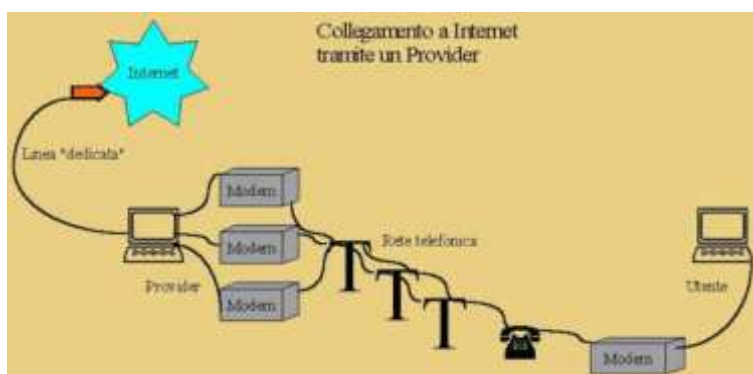 Collegamento a Internet
tramite un Provider
Internet
Linea "dedicata"
Modem
Modem
Rete telefonica
Provider
Modem
Utente
Modem